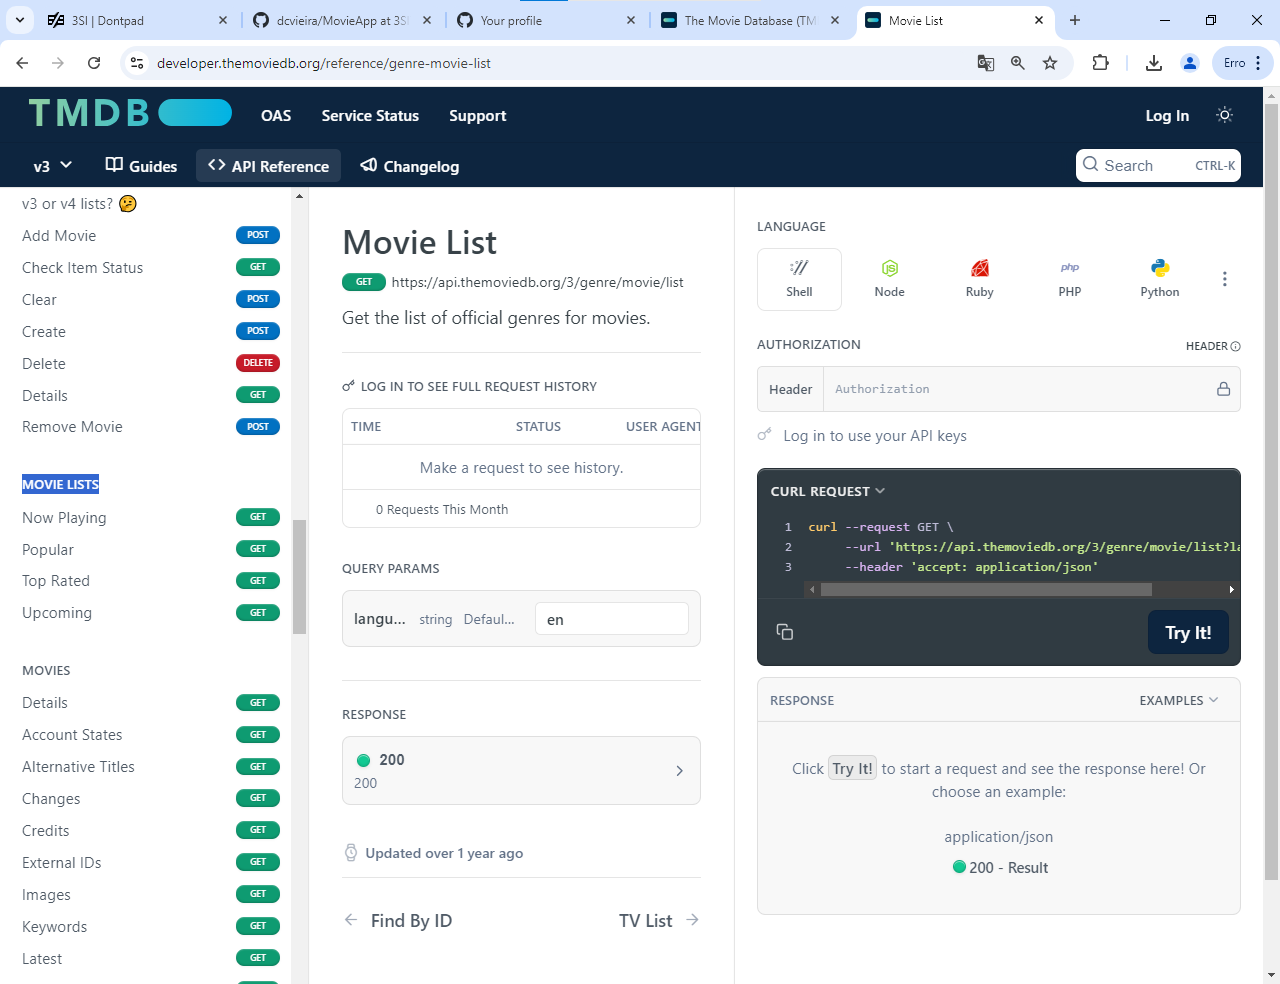 3SI | Dontpad
dcvieira/MovieApp at 3SI
Your profile
The Movie Database (TM
Movie List
developer.themoviedb.org/reference/genre-movie-list
Erro
TMDB
OAS
Service Status
Support
Log In
v3
Guides
API Reference
Changelog
Search
CTRL-K
v3 or v4 lists? 🤔
Add Movie POST
Check Item Status GET
Clear POST
Create POST
Delete DELETE
Details GET
Remove Movie POST
MOVIE LISTS
Now Playing GET
Popular GET
Top Rated GET
Upcoming GET
MOVIES
Details GET
Account States GET
Alternative Titles GET
Changes GET
Credits GET
External IDs GET
Images GET
Keywords GET
Latest GET
Movie List
GET https://api.themoviedb.org/3/genre/movie/list
Get the list of official genres for movies.
LOG IN TO SEE FULL REQUEST HISTORY
TIME STATUS USER AGENT
Make a request to see history.
0 Requests This Month
QUERY PARAMS
langu... string Defaul... en
RESPONSE
200
200
Updated over 1 year ago
Find By ID
TV List
LANGUAGE
Shell
Node
Ruby
PHP
Python
AUTHORIZATION HEADER
Header Authorization
Log in to use your API keys
CURL REQUEST
1 curl --request GET \
2 --url 'https://api.themoviedb.org/3/genre/movie/list?la
3 --header 'accept: application/json'
Try It!
RESPONSE EXAMPLES
Click Try It! to start a request and see the response here! Or
choose an example:
application/json
200 - Result